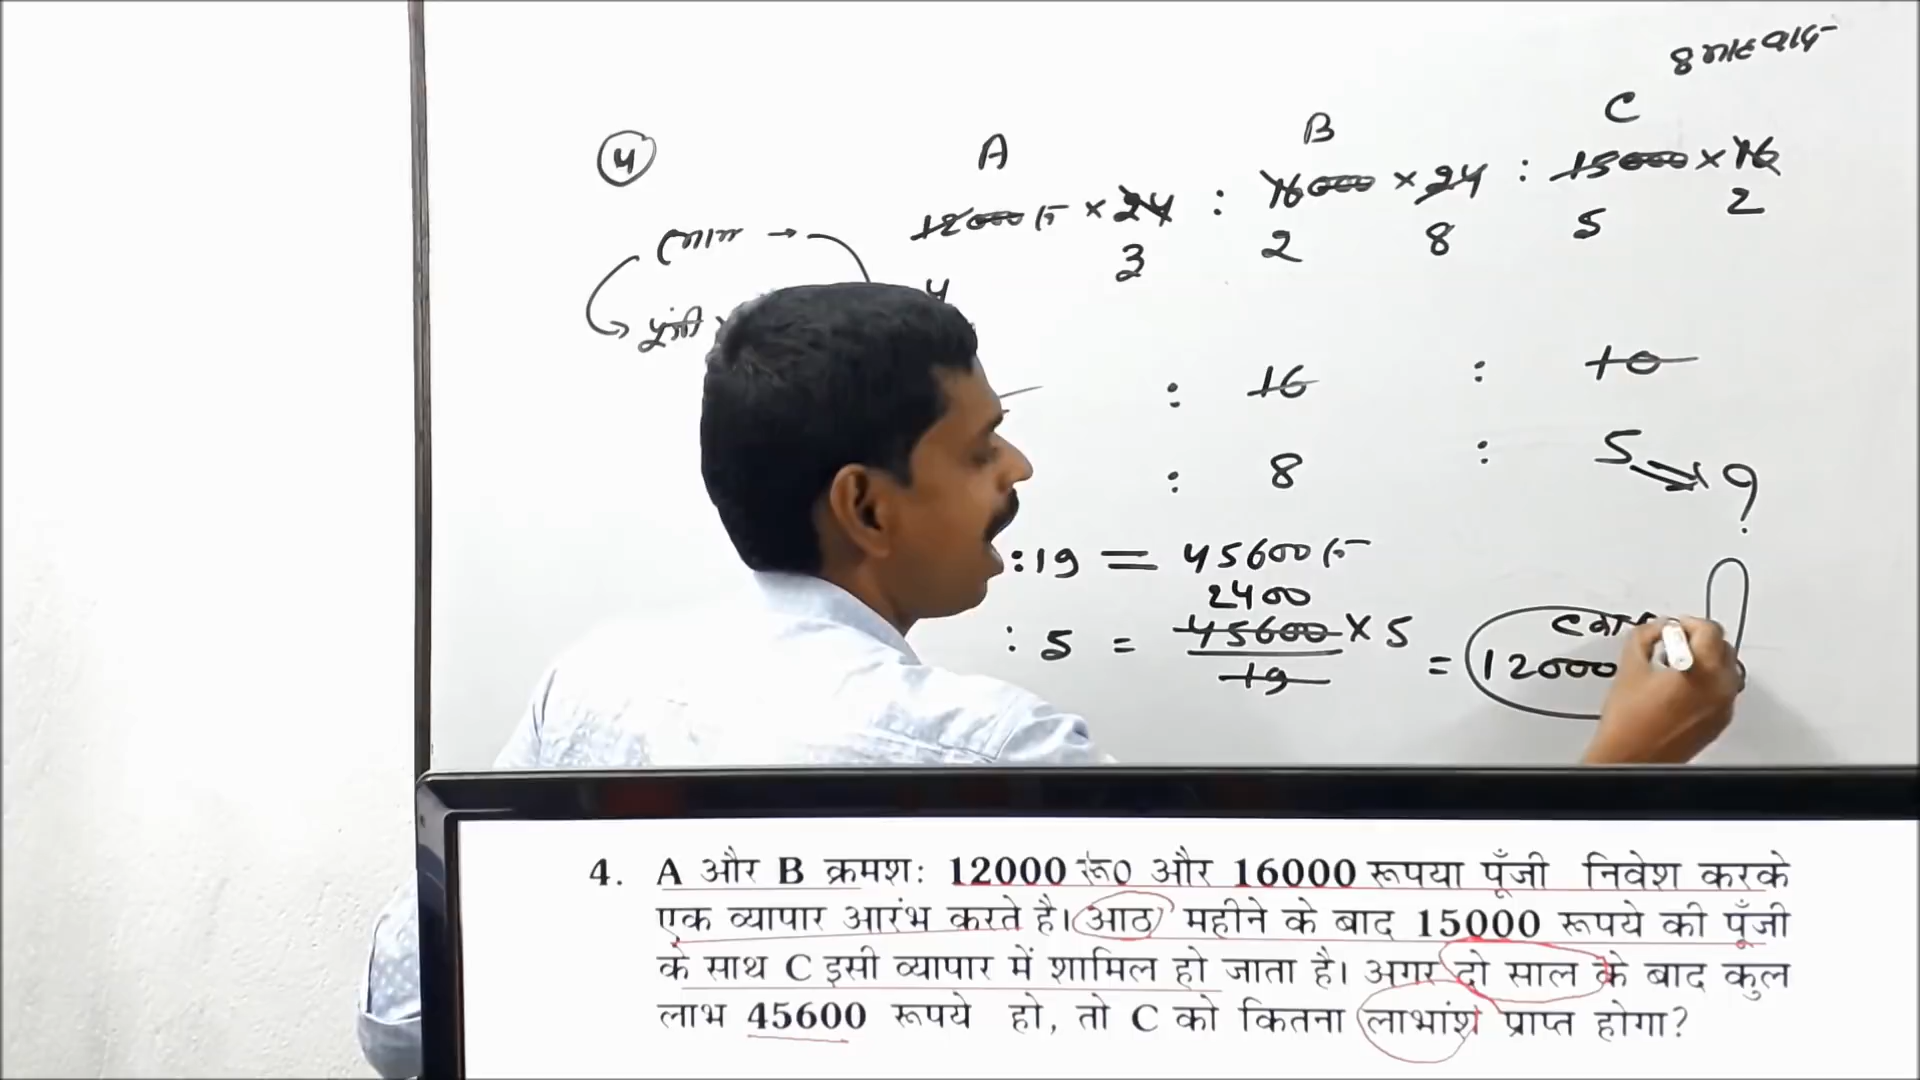 8 माह बाद
A B C
4
12000 रु × 24 : 16000 × 24 : 15000 × 16
3 2 8 5 2
लाभ →
4
पूंजी
: 16 : 10
: 8 : 5 → ?
: 19 = 45600 रु
2400
: 5 = 45600 × 5
19
= 12000
4. A और B क्रमश: 12000 रू0 और 16000 रूपया पूँजी निवेश करके
एक व्यापार आरंभ करते है। आठ महीने के बाद 15000 रूपये की पूँजी
के साथ C इसी व्यापार में शामिल हो जाता है। अगर दो साल के बाद कुल
लाभ 45600 रूपये हो, तो C को कितना लाभांश प्राप्त होगा?